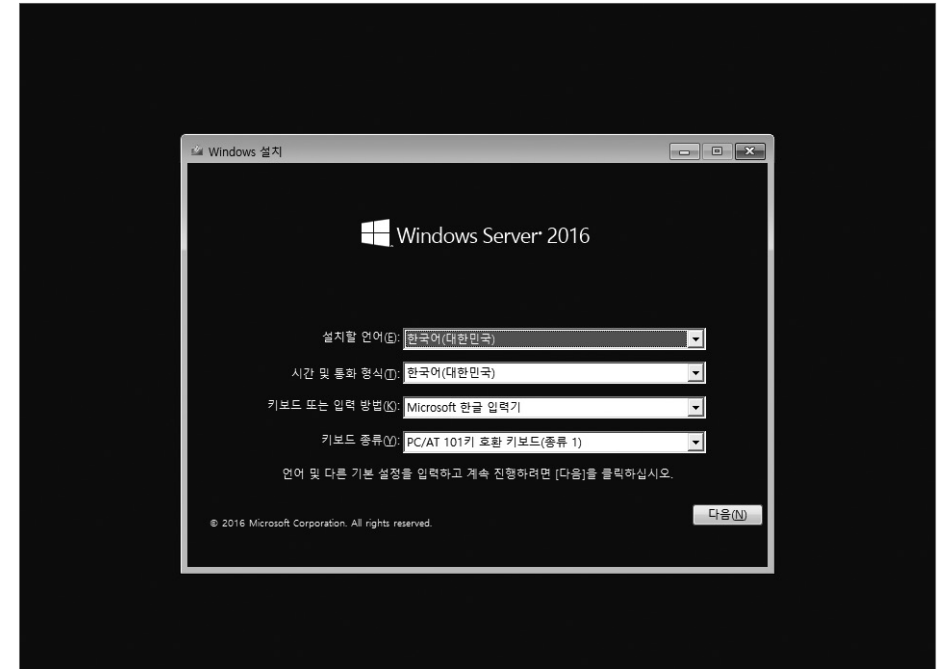 Windows 설치
Windows Server® 2016
설치할 언어(E): 한국어(대한민국)
시간 및 통화 형식(T): 한국어(대한민국)
키보드 또는 입력 방법(K): Microsoft 한글 입력기
키보드 종류(Y): PC/AT 101키 호환 키보드(종류 1)
언어 및 다른 기본 설정을 입력하고 계속 진행하려면 [다음]을 클릭하십시오.
다음(N)
© 2016 Microsoft Corporation. All rights reserved.